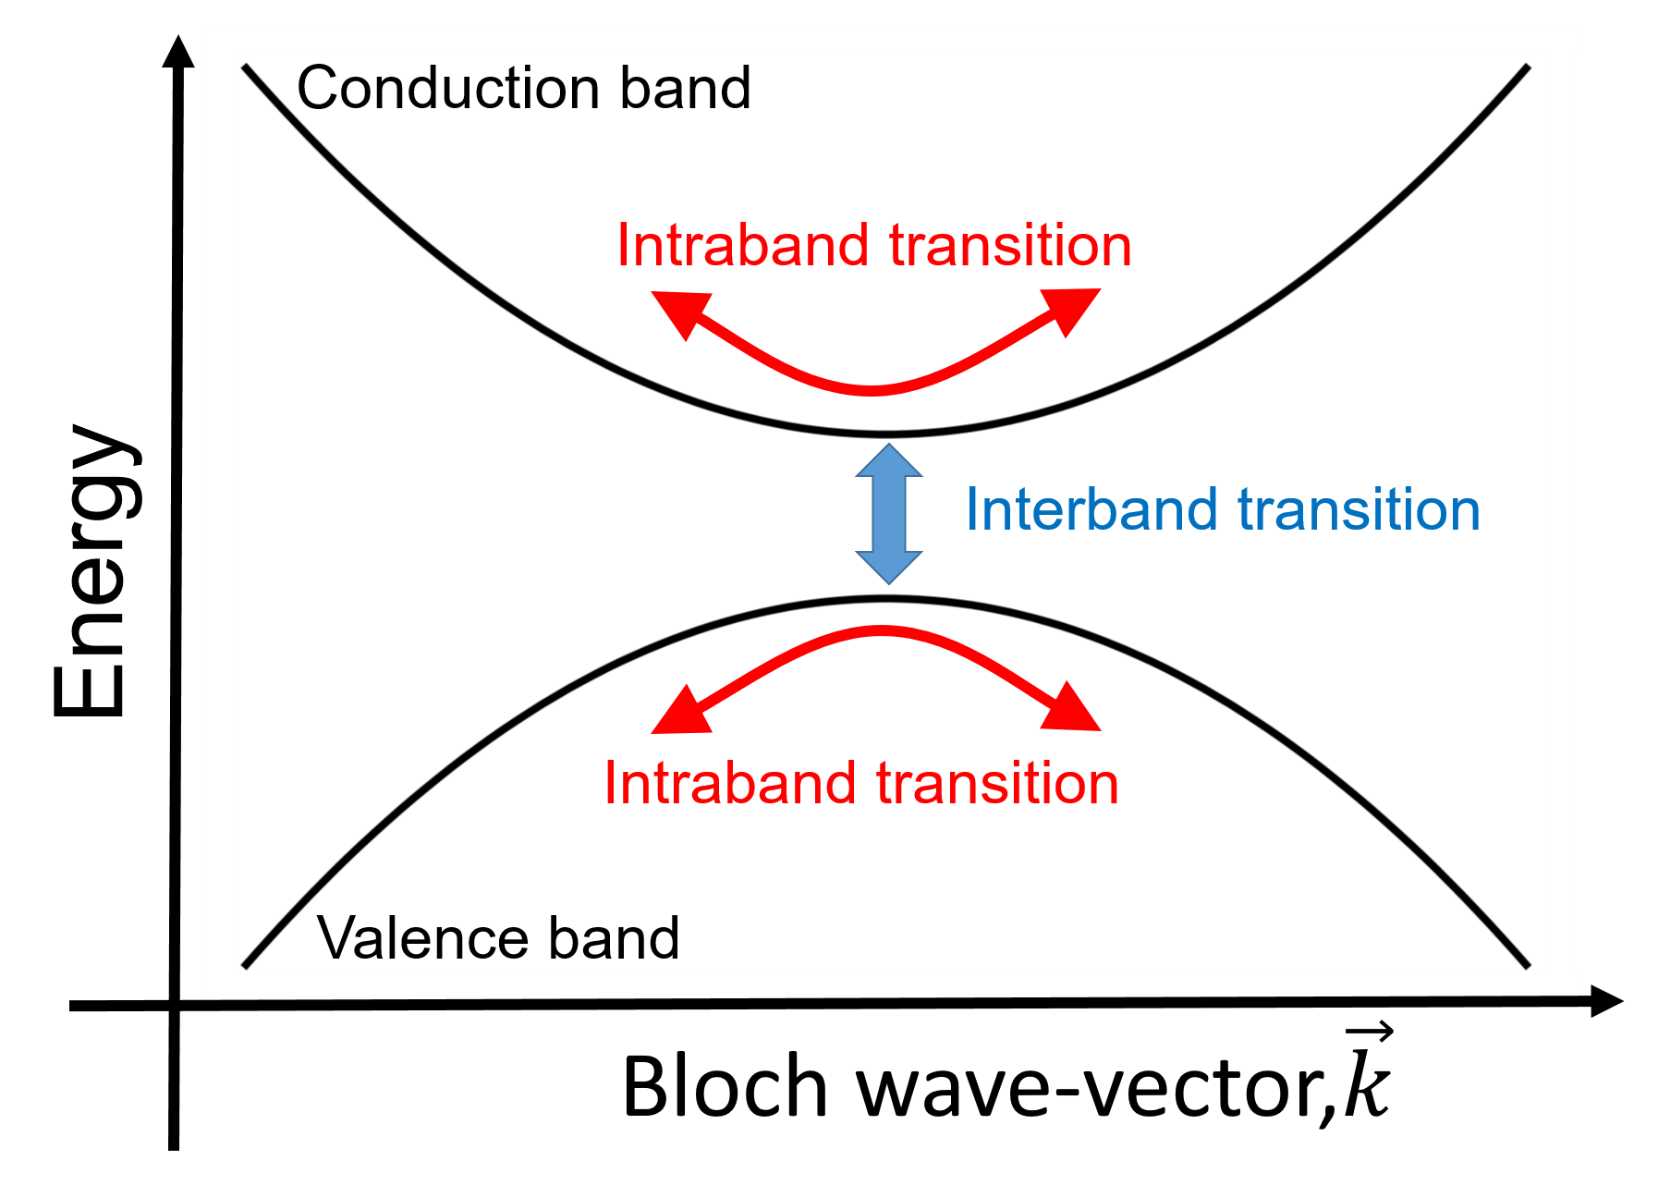 Conduction band
Intraband transition
Energy
Interband transition
Intraband transition
Valence band
Bloch wave-vector,k⃗